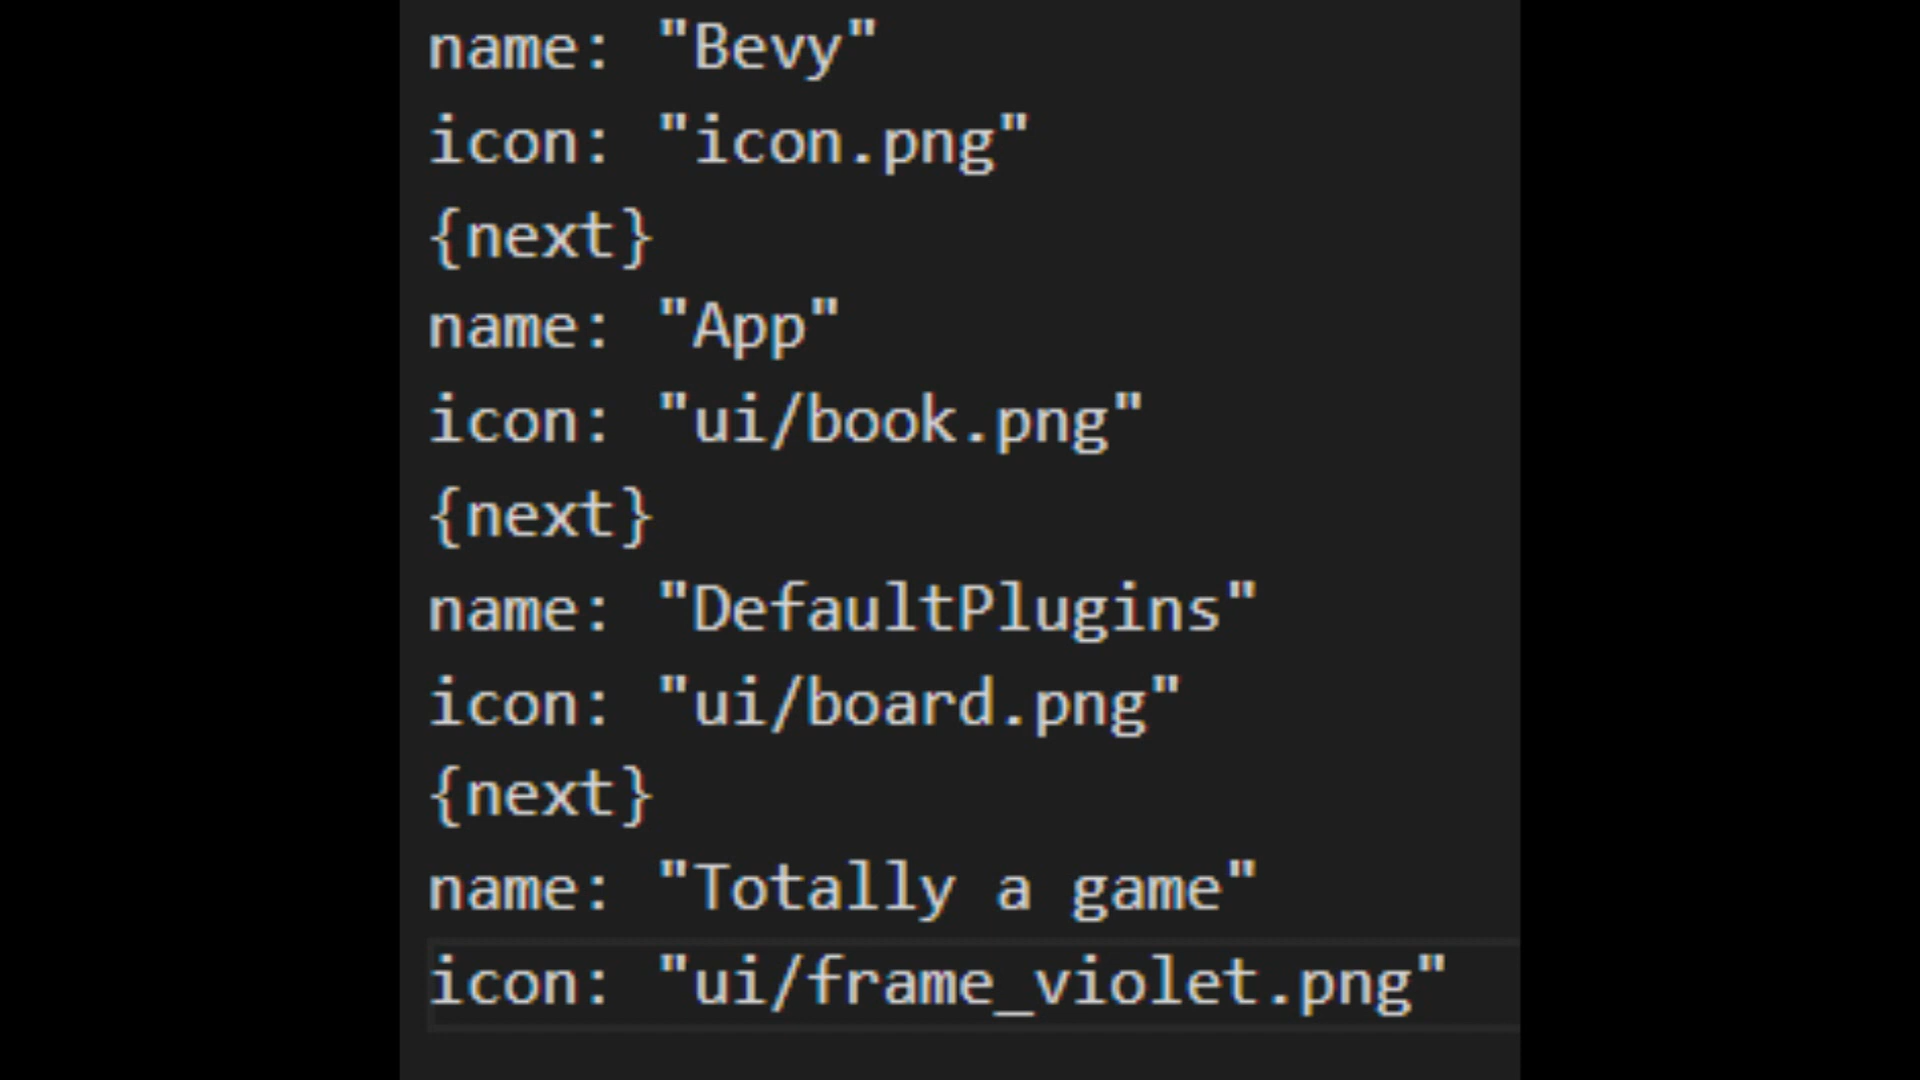 name: "Bevy"
icon: "icon.png"
{next}
name: "App"
icon: "ui/book.png"
{next}
name: "DefaultPlugins"
icon: "ui/board.png"
{next}
name: "Totally a game"
icon: "ui/frame_violet.png"